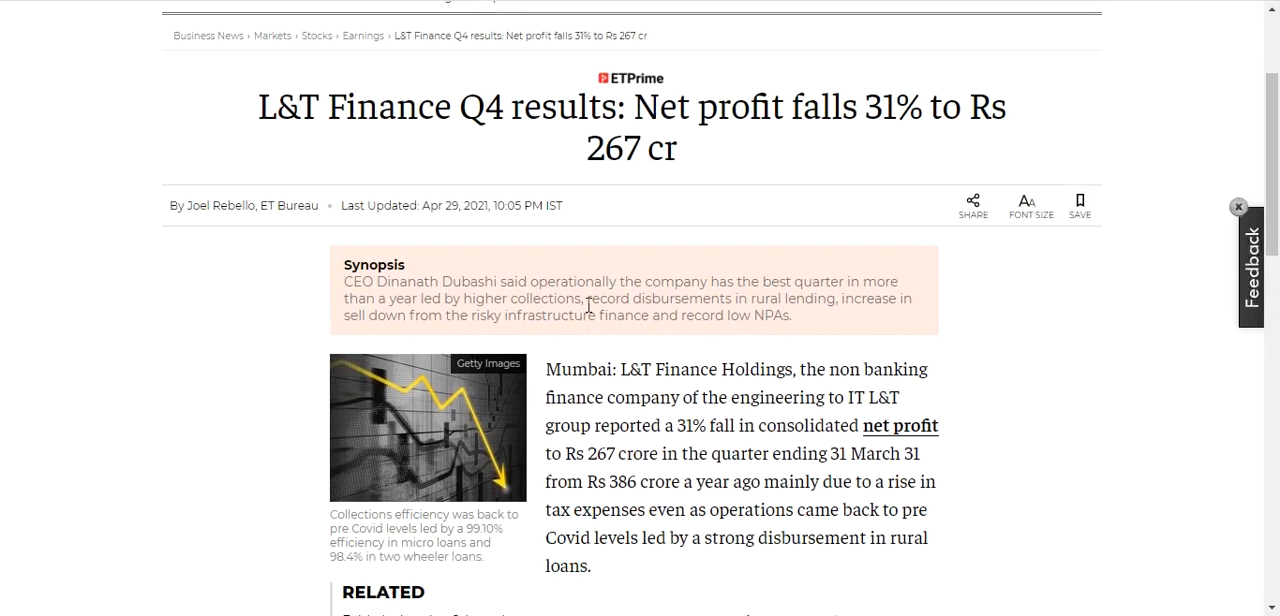 Business News › Markets › Stocks › Earnings › L&T Finance Q4 results: Net profit falls 31% to Rs 267 cr
ETPrime
L&T Finance Q4 results: Net profit falls 31% to Rs
267 cr
By Joel Rebello, ET Bureau • Last Updated: Apr 29, 2021, 10:05 PM IST
SHARE
FONT SIZE
SAVE
Feedback
Synopsis
CEO Dinanath Dubashi said operationally the company has the best quarter in more
than a year led by higher collections, record disbursements in rural lending, increase in
sell down from the risky infrastructure finance and record low NPAs.
Getty Images
Collections efficiency was back to
pre Covid levels led by a 99.10%
efficiency in micro loans and
98.4% in two wheeler loans.
Mumbai: L&T Finance Holdings, the non banking
finance company of the engineering to IT L&T
group reported a 31% fall in consolidated net profit
to Rs 267 crore in the quarter ending 31 March 31
from Rs 386 crore a year ago mainly due to a rise in
tax expenses even as operations came back to pre
Covid levels led by a strong disbursement in rural
loans.
RELATED